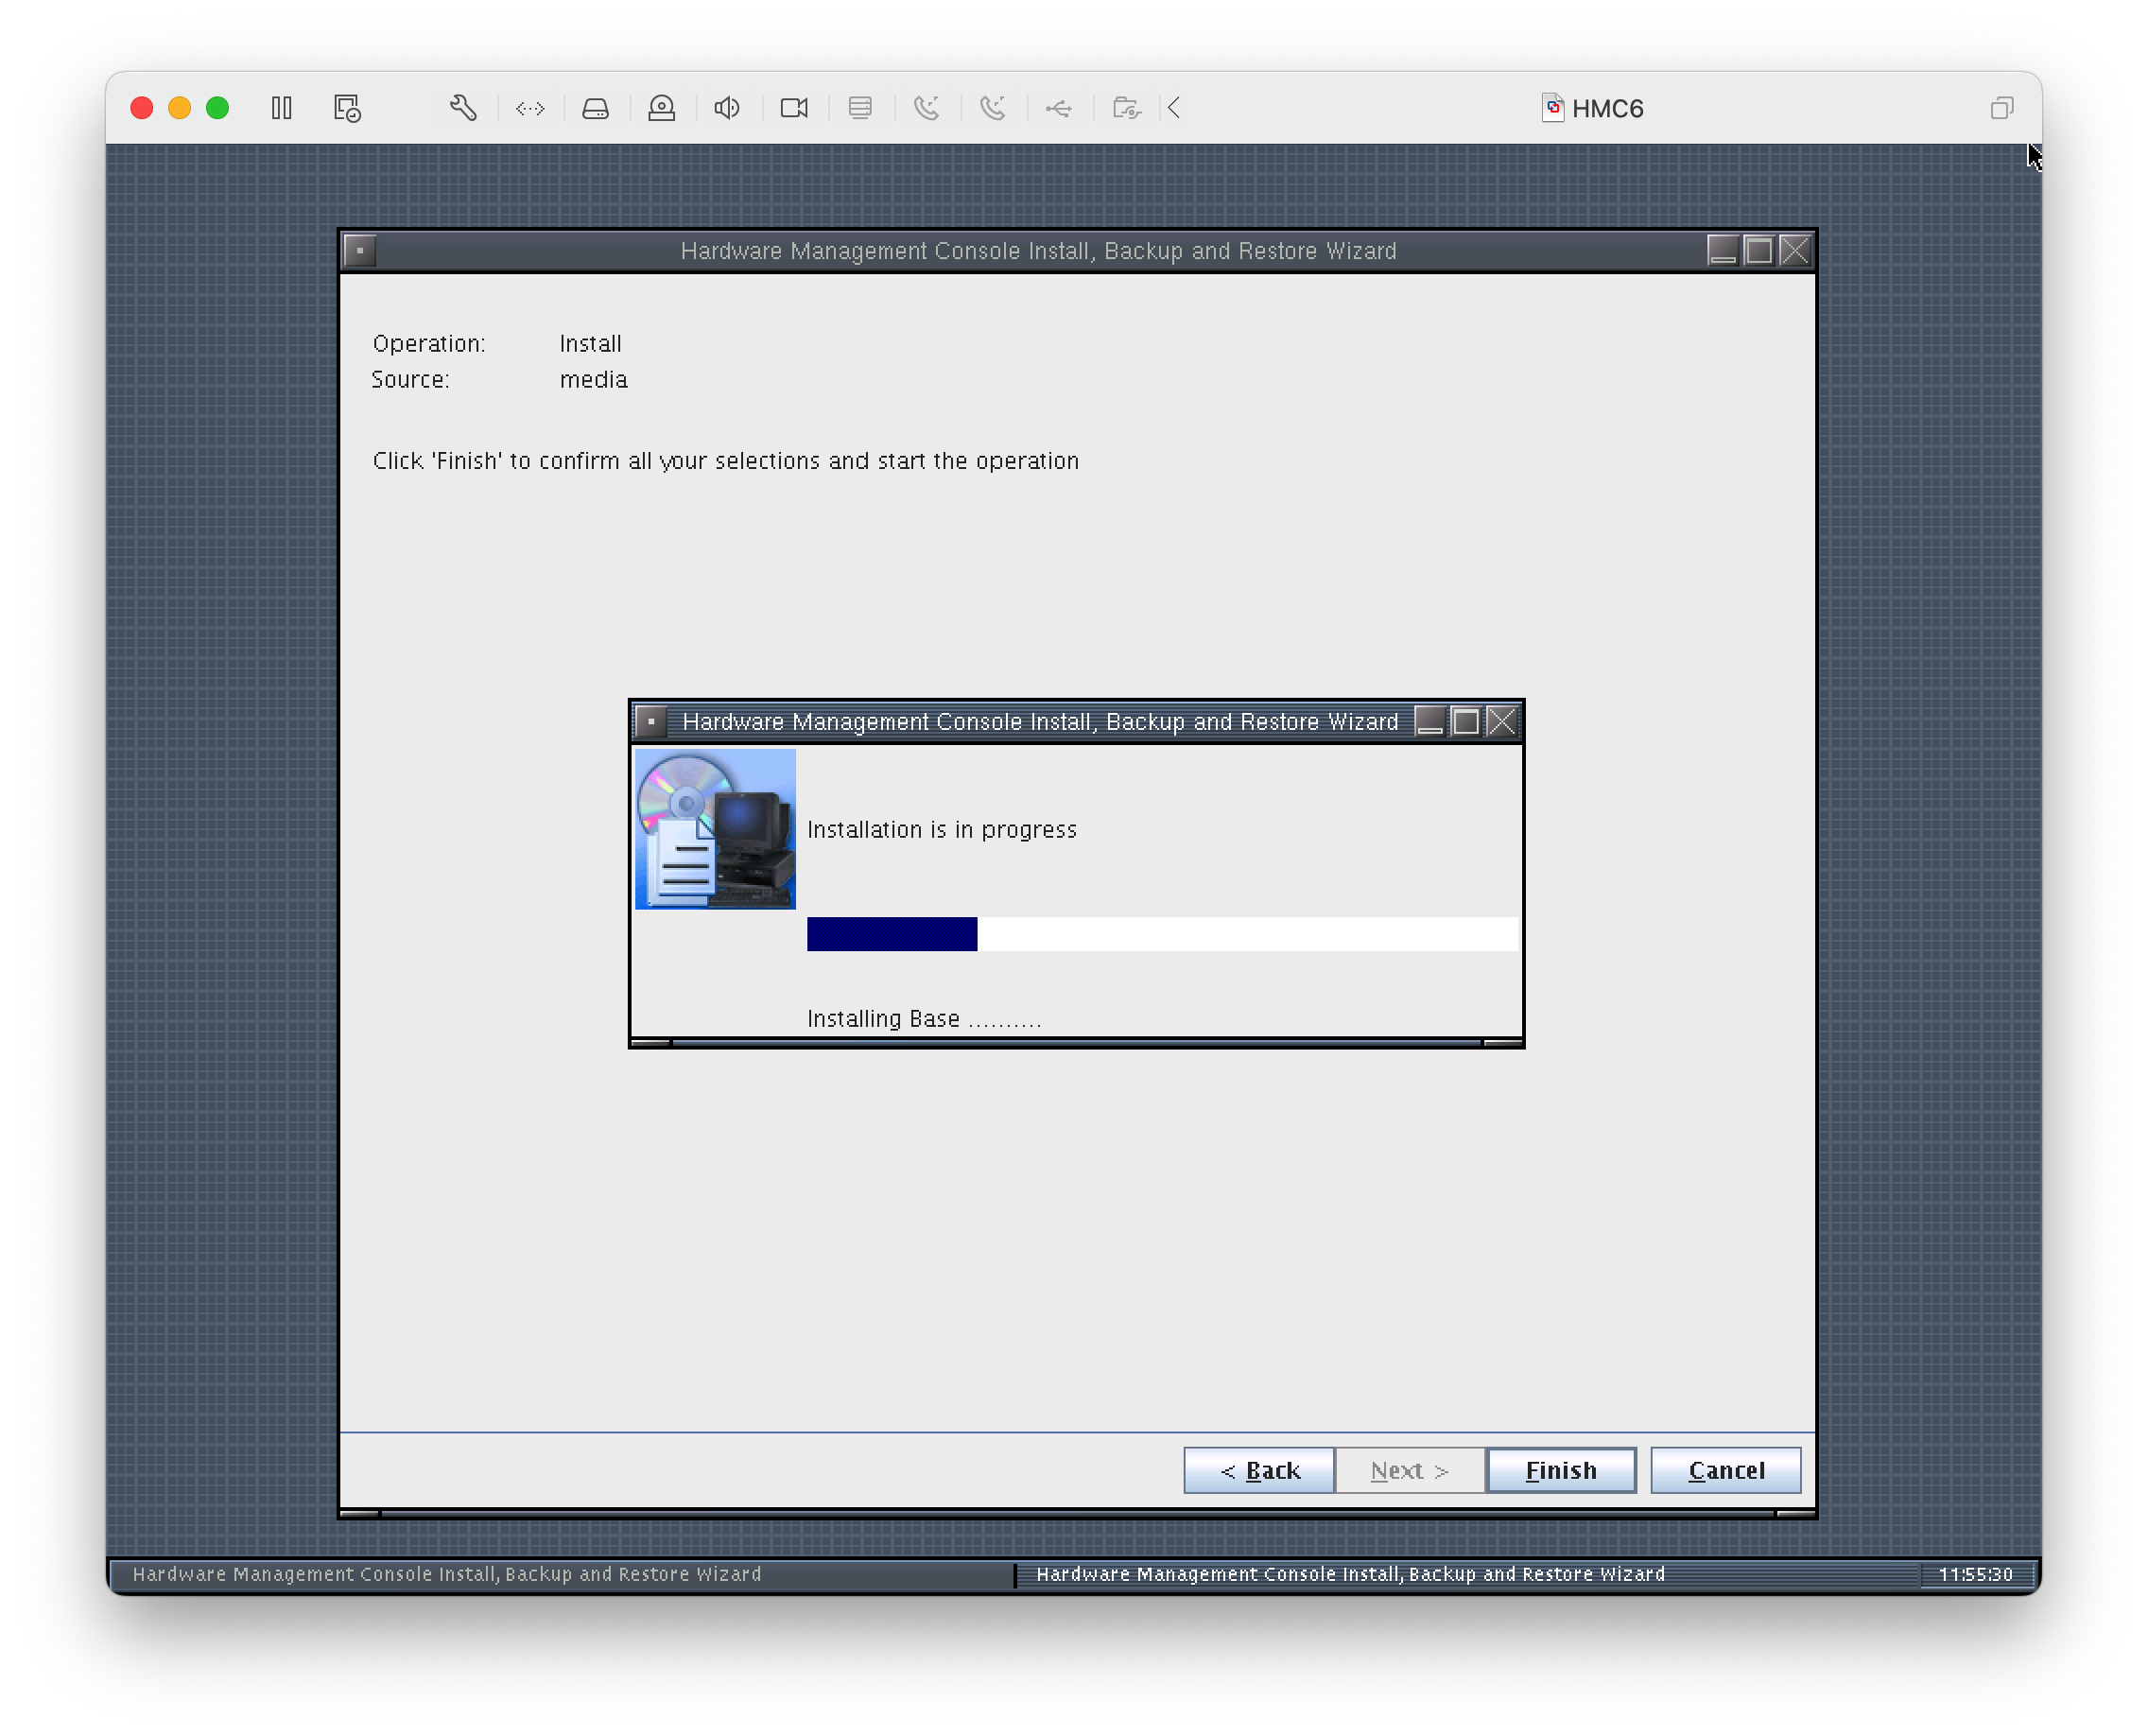 HMC6
Hardware Management Console Install, Backup and Restore Wizard
Operation: Install
Source: media
Click 'Finish' to confirm all your selections and start the operation
Hardware Management Console Install, Backup and Restore Wizard
Installation is in progress
Installing Base ..........
< Back Next > Finish Cancel
Hardware Management Console Install, Backup and Restore Wizard Hardware Management Console Install, Backup and Restore Wizard 11:55:30